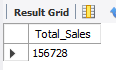 Result Grid
Total_Sales
156728